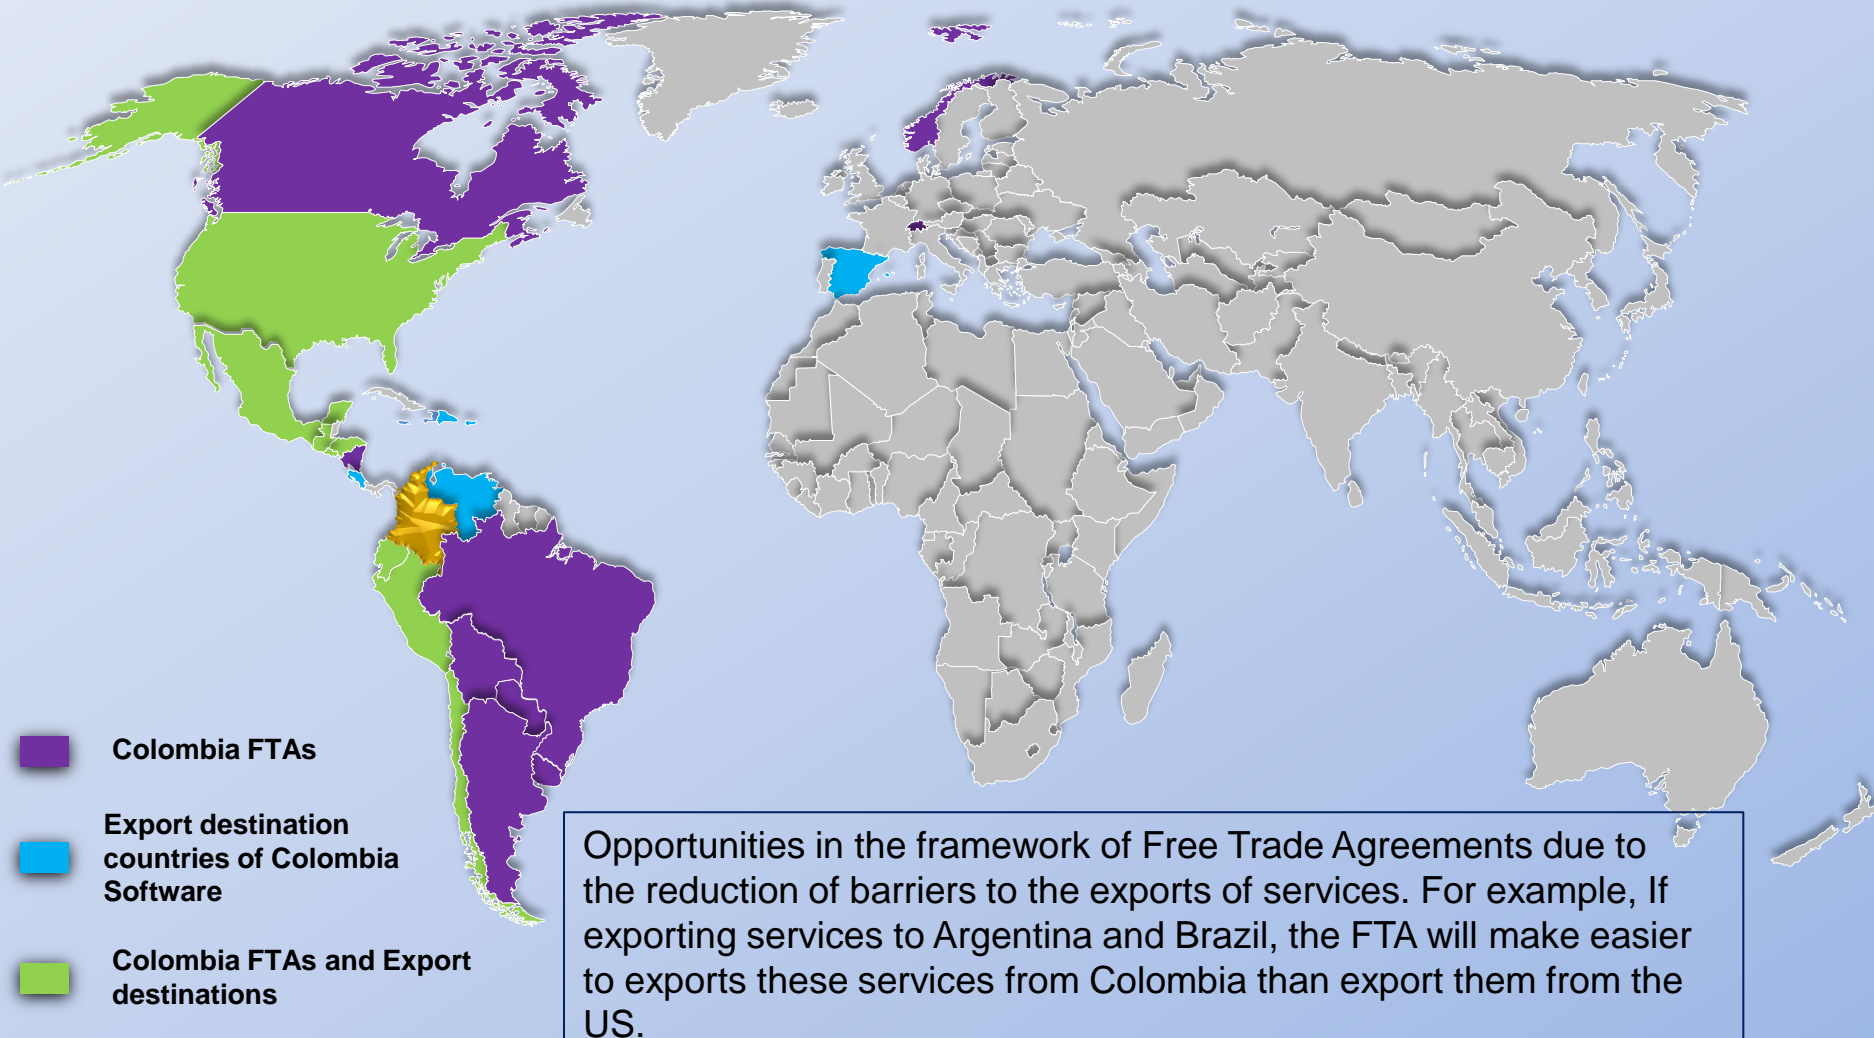 Colombia FTAs
Export destination
countries of Colombia
Software
Colombia FTAs and Export
destinations
Opportunities in the framework of Free Trade Agreements due to
the reduction of barriers to the exports of services. For example, If
exporting services to Argentina and Brazil, the FTA will make easier
to exports these services from Colombia than export them from the
US.